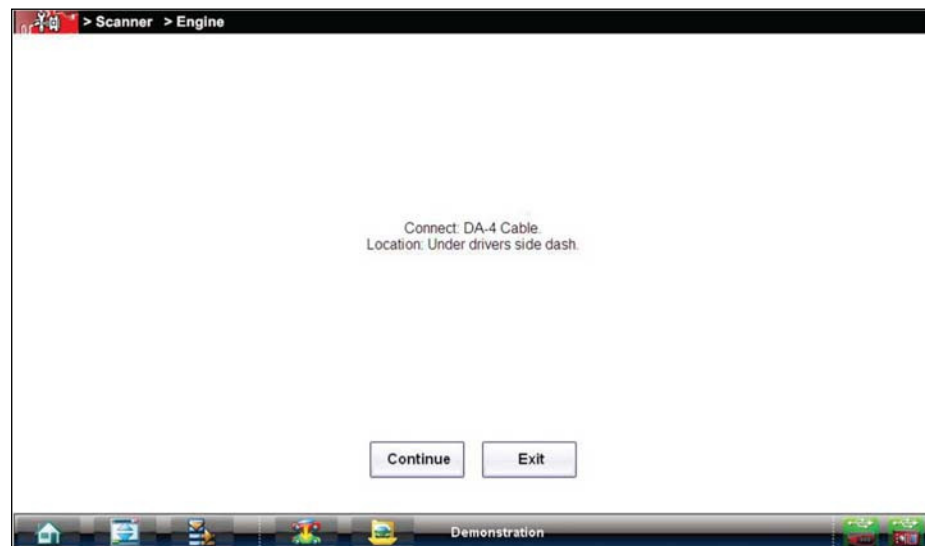 > Scanner > Engine
Connect: DA-4 Cable.
Location: Under drivers side dash.
Continue Exit
Demonstration